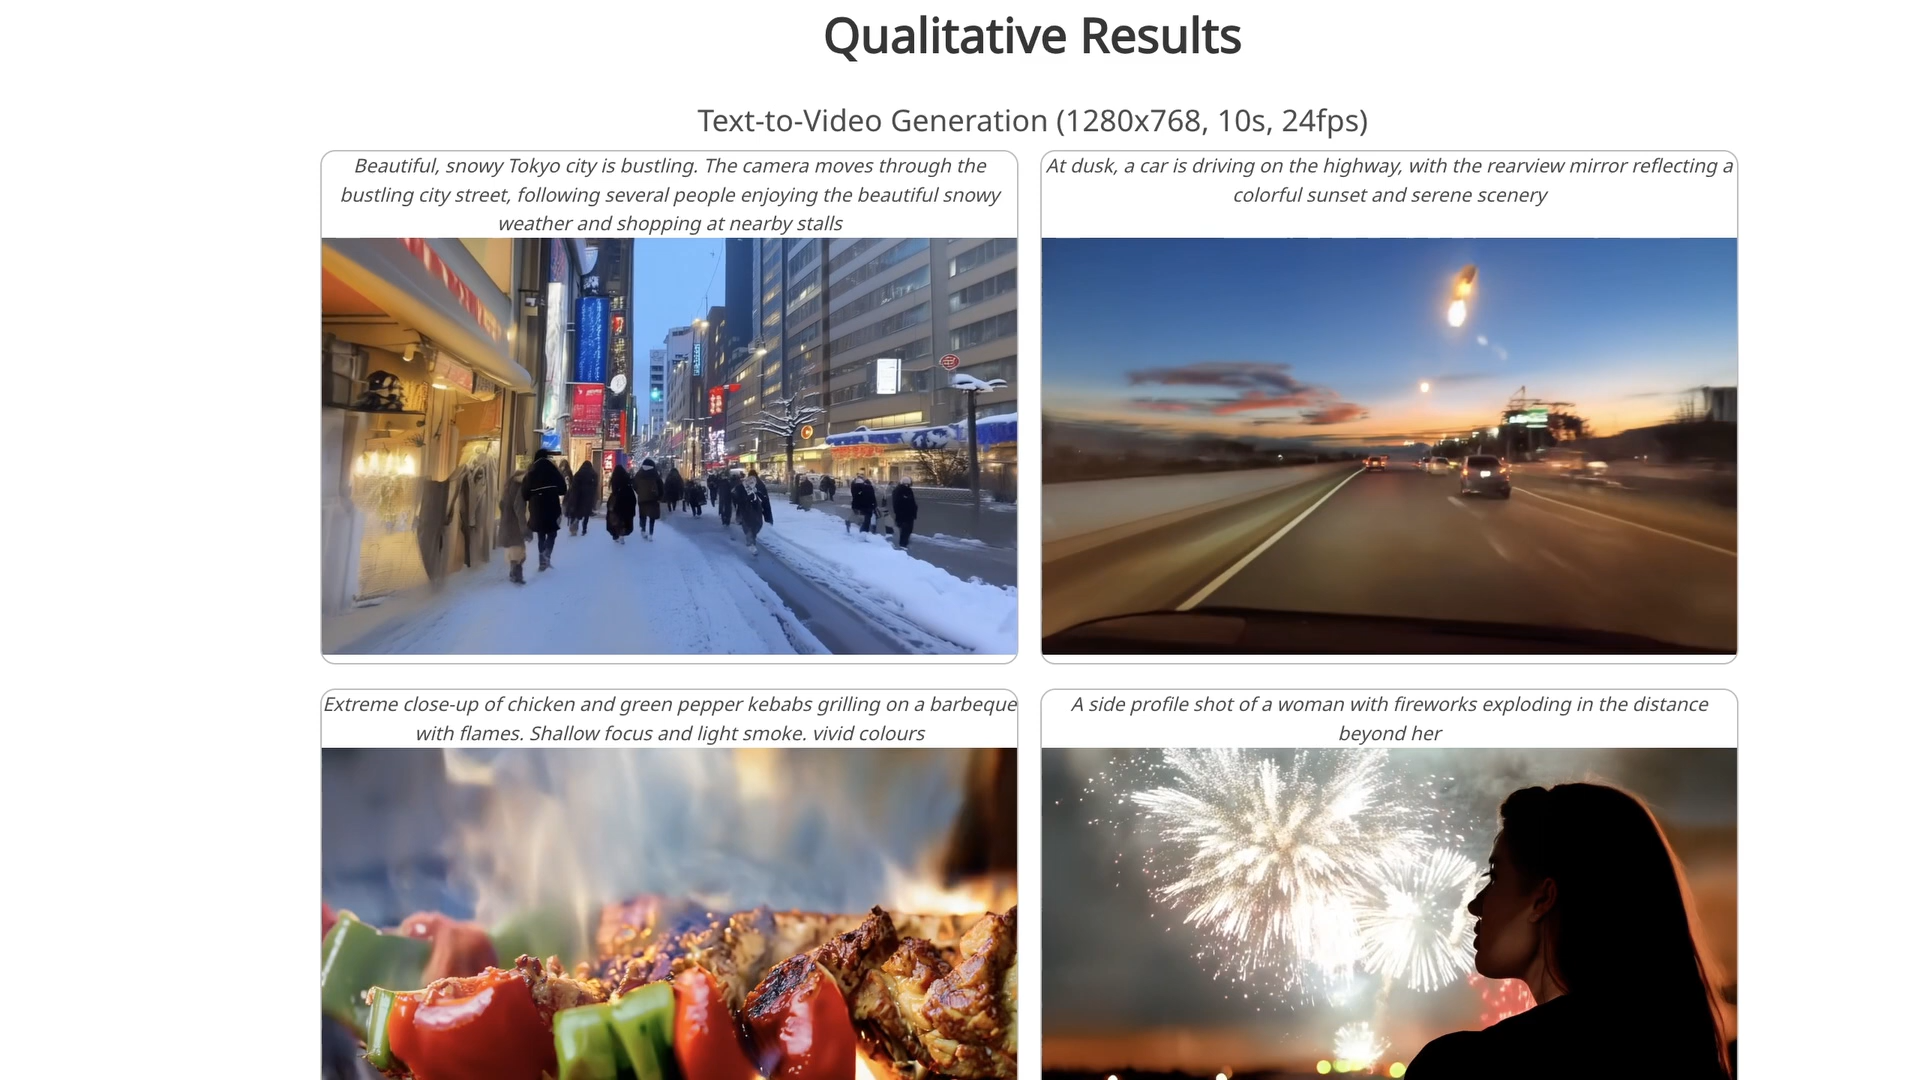 Qualitative Results
Text-to-Video Generation (1280x768, 10s, 24fps)
Beautiful, snowy Tokyo city is bustling. The camera moves through the
bustling city street, following several people enjoying the beautiful snowy
weather and shopping at nearby stalls
At dusk, a car is driving on the highway, with the rearview mirror reflecting a
colorful sunset and serene scenery
Extreme close-up of chicken and green pepper kebabs grilling on a barbeque
with flames. Shallow focus and light smoke. vivid colours
A side profile shot of a woman with fireworks exploding in the distance
beyond her